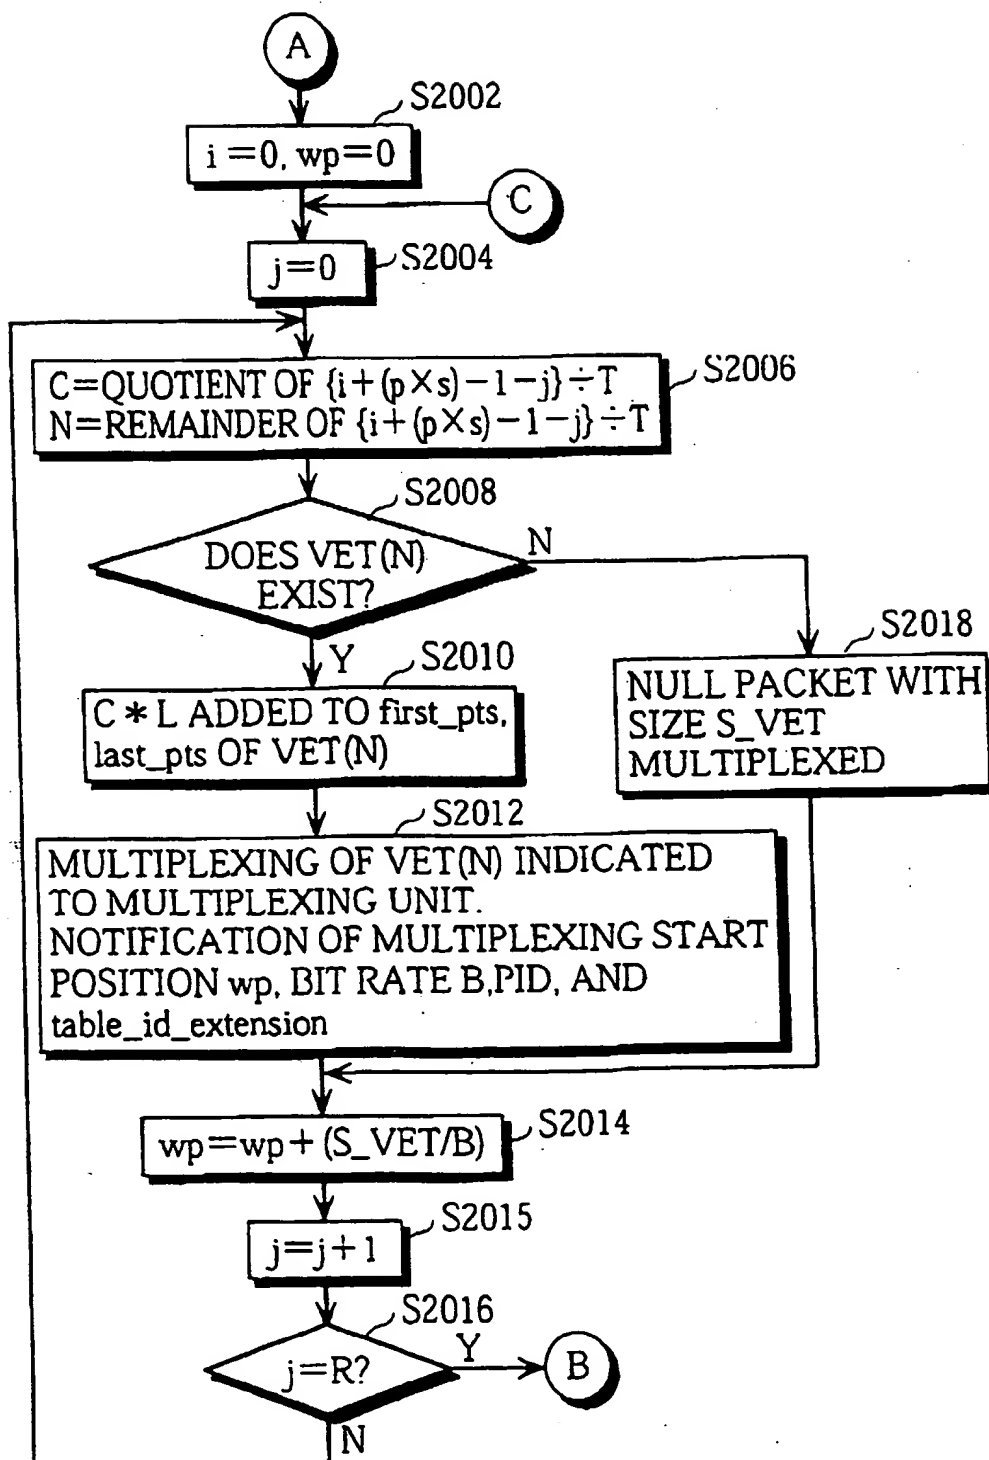 A
S2002
i=0, wp=0
C
j=0
S2004
C=QUOTIENT OF {i+(p×s)−1−j}÷T
N=REMAINDER OF {i+(p×s)−1−j}÷T
S2006
S2008
DOES VET(N)
EXIST?
N
Y
S2010
C*L ADDED TO first_pts,
last_pts OF VET(N)
S2018
NULL PACKET WITH
SIZE S_VET
MULTIPLEXED
S2012
MULTIPLEXING OF VET(N) INDICATED
TO MULTIPLEXING UNIT.
NOTIFICATION OF MULTIPLEXING START
POSITION wp, BIT RATE B,PID, AND
table_id_extension
wp=wp+(S_VET/B)
S2014
j=j+1
S2015
S2016
j=R?
Y
B
N